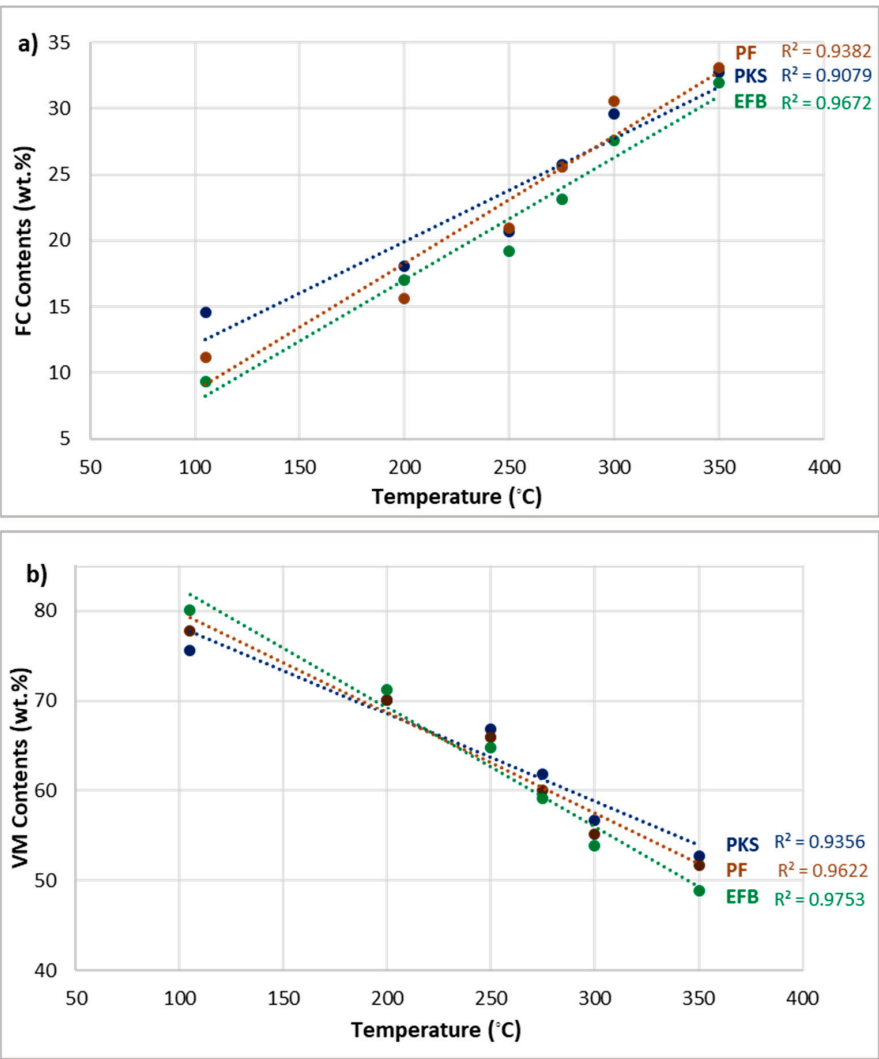 a)
35
30
25
20
15
10
5
FC Contents (wt.%)
50 100 150 200 250 300 350 400
Temperature (°C)
PF R² = 0.9382
PKS R² = 0.9079
EFB R² = 0.9672
b)
80
70
60
50
40
VM Contents (wt.%)
50 100 150 200 250 300 350 400
Temperature (°C)
PKS R² = 0.9356
PF R² = 0.9622
EFB R² = 0.9753